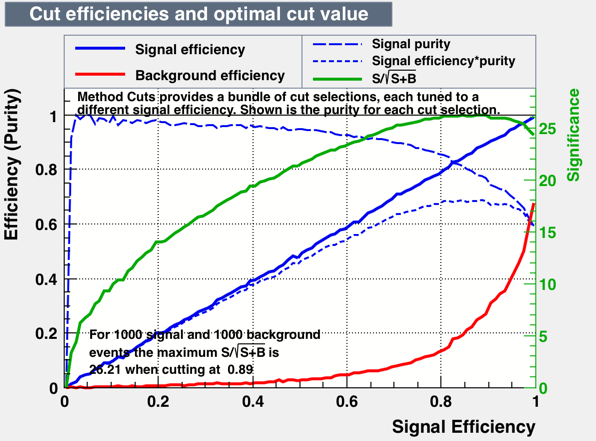 Cut efficiencies and optimal cut value
Signal efficiency
Background efficiency
Signal purity
Signal efficiency*purity
S/√S+B
Method Cuts provides a bundle of cut selections, each tuned to a
different signal efficiency. Shown is the purity for each cut selection.
Efficiency (Purity)
1
0.8
0.6
0.4
0.2
0
Significance
25
20
15
10
5
0
For 1000 signal and 1000 background
events the maximum S/√S+B is
26.21 when cutting at 0.89
0
0.2
0.4
0.6
0.8
1
Signal Efficiency